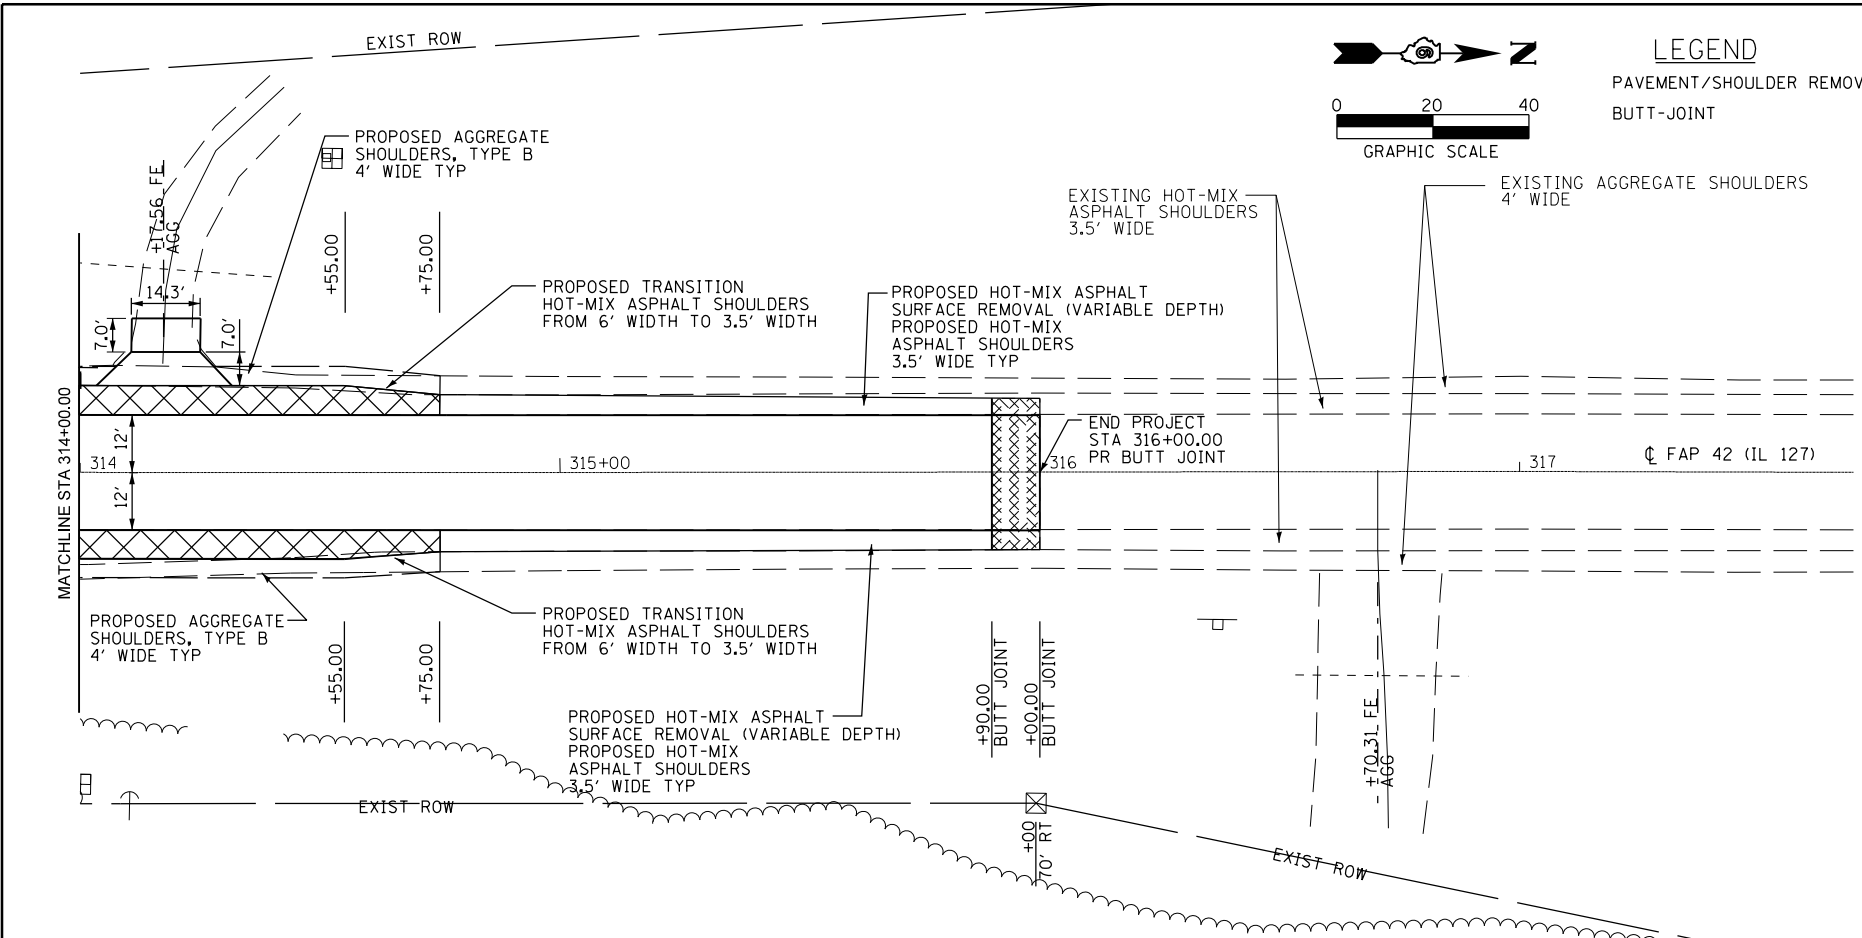 EXIST ROW
N
LEGEND
PAVEMENT/SHOULDER REMOV
BUTT-JOINT
0 20 40
GRAPHIC SCALE
PROPOSED AGGREGATE
SHOULDERS, TYPE B
4' WIDE TYP
+17.56 FE
AGG
14.3'
7.0'
7.0'
+55.00
+75.00
PROPOSED TRANSITION
HOT-MIX ASPHALT SHOULDERS
FROM 6' WIDTH TO 3.5' WIDTH
PROPOSED HOT-MIX ASPHALT
SURFACE REMOVAL (VARIABLE DEPTH)
PROPOSED HOT-MIX
ASPHALT SHOULDERS
3.5' WIDE TYP
EXISTING HOT-MIX
ASPHALT SHOULDERS
3.5' WIDE
EXISTING AGGREGATE SHOULDERS
4' WIDE
MATCHLINE STA 314+00.00
12'
12'
314
315+00
END PROJECT
STA 316+00.00
PR BUTT JOINT
316
317
℄ FAP 42 (IL 127)
PROPOSED AGGREGATE
SHOULDERS, TYPE B
4' WIDE TYP
+55.00
+75.00
PROPOSED TRANSITION
HOT-MIX ASPHALT SHOULDERS
FROM 6' WIDTH TO 3.5' WIDTH
PROPOSED HOT-MIX ASPHALT
SURFACE REMOVAL (VARIABLE DEPTH)
PROPOSED HOT-MIX
ASPHALT SHOULDERS
3.5' WIDE TYP
+90.00
BUTT JOINT
+00.00
BUTT JOINT
+70.31 FE
AGG
EXIST ROW
+00
70' RT
EXIST ROW